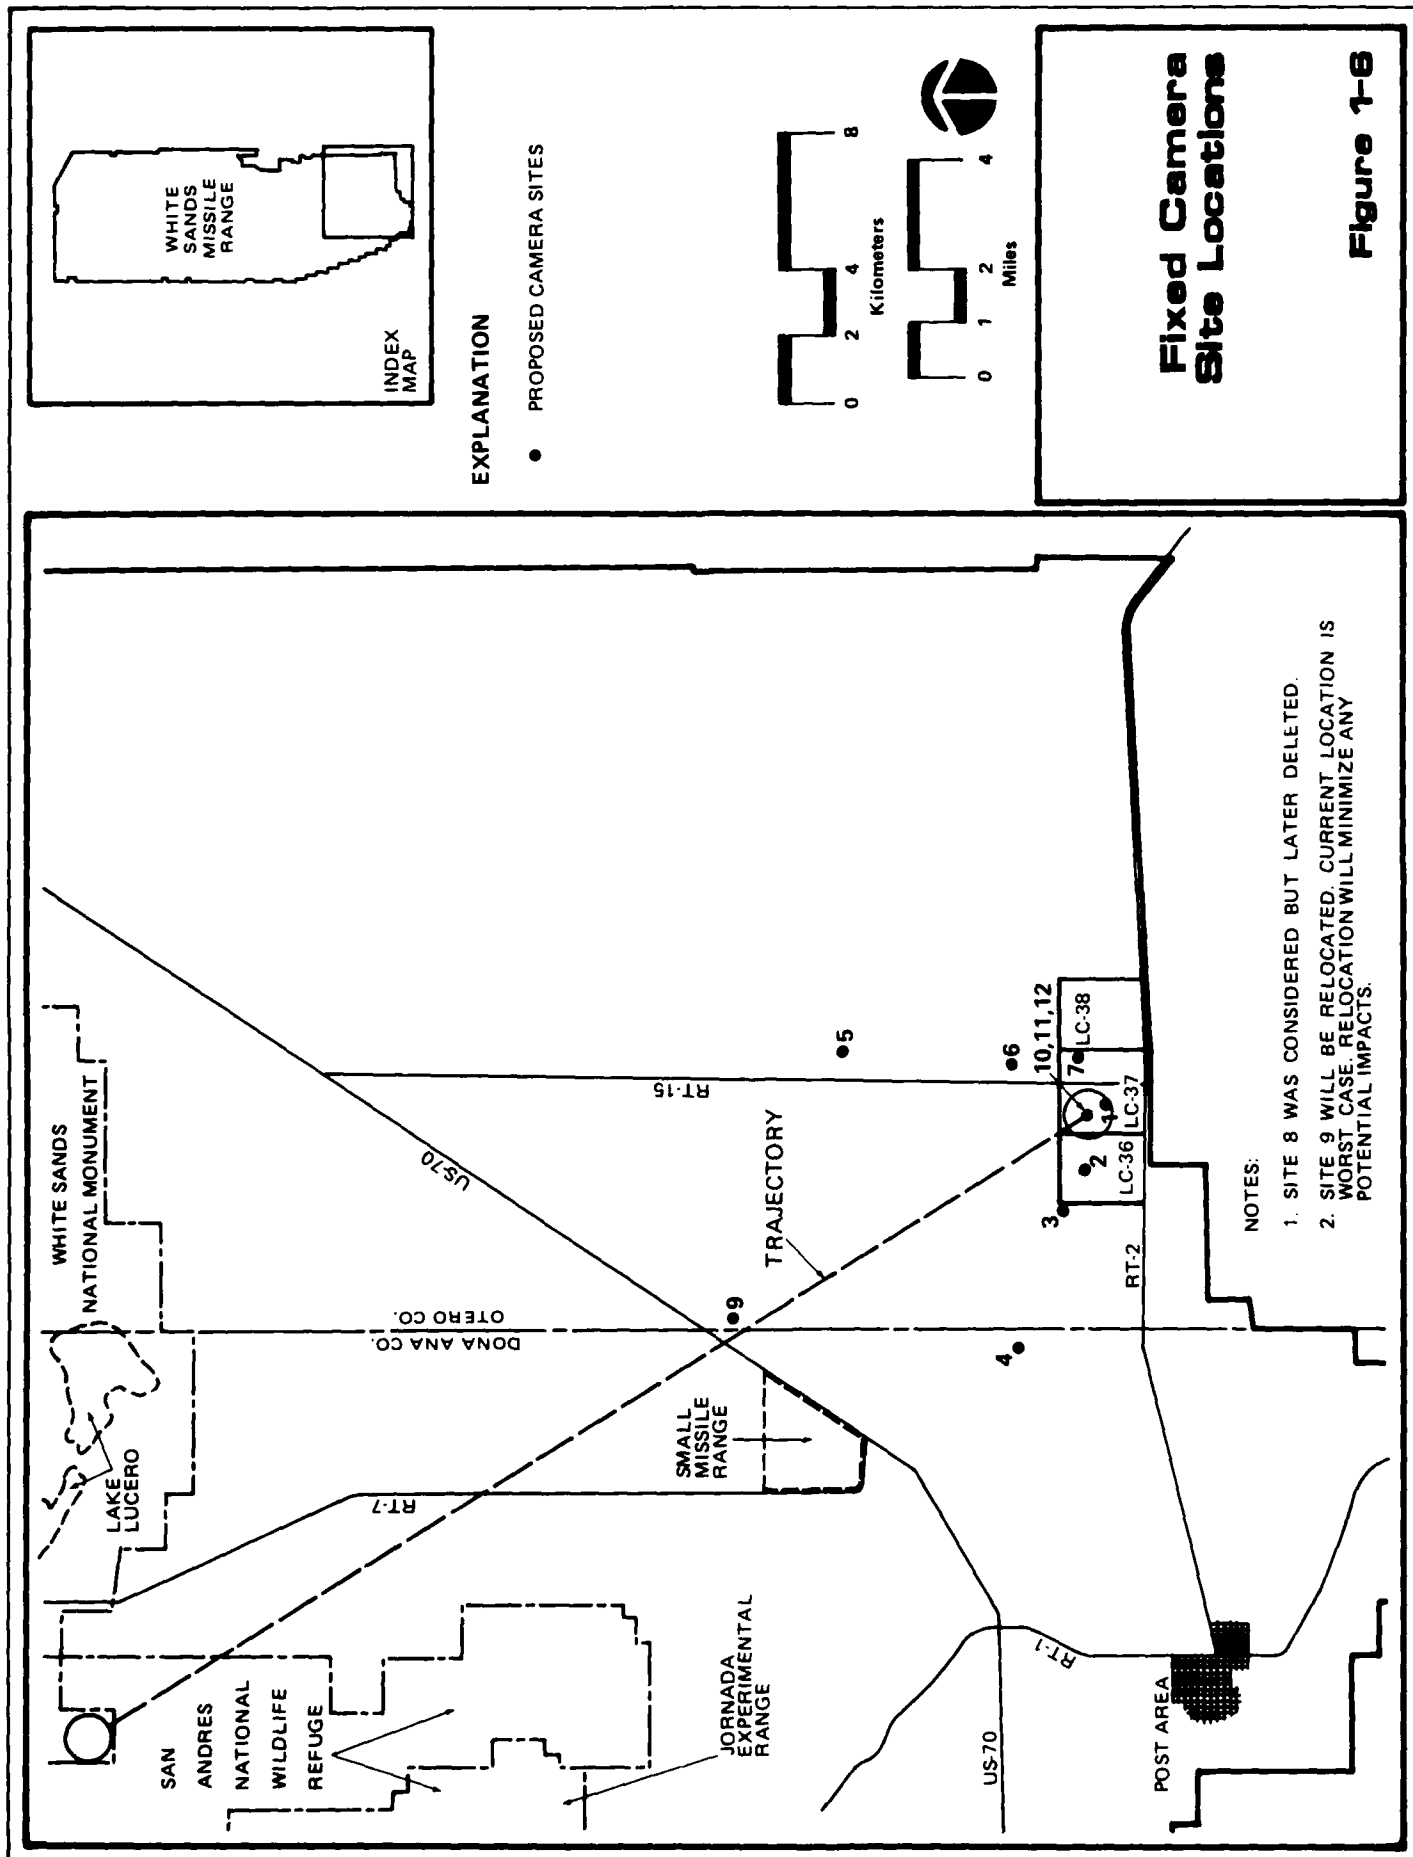 WHITE SANDS
NATIONAL MONUMENT
LAKE
LUCERO
SAN
ANDRES
NATIONAL
WILDLIFE
REFUGE
JORNADA
EXPERIMENTAL
RANGE
RT-7
DONA ANA CO.
OTERO CO.
US-70
RT-15
SMALL
MISSILE
RANGE
TRAJECTORY
9
5
6
4
3
10,11,12
7
1
2
LC-36
LC-37
LC-38
RT-2
US-70
RT-1
POST AREA
NOTES:
1. SITE 8 WAS CONSIDERED BUT LATER DELETED.
2. SITE 9 WILL BE RELOCATED. CURRENT LOCATION IS
WORST CASE. RELOCATION WILL MINIMIZE ANY
POTENTIAL IMPACTS.
WHITE
SANDS
MISSILE
RANGE
INDEX
MAP
EXPLANATION
● PROPOSED CAMERA SITES
0 2 4 8
Kilometers
0 1 2 4
Miles
Fixed Camera
Site Locations
Figure 1-6